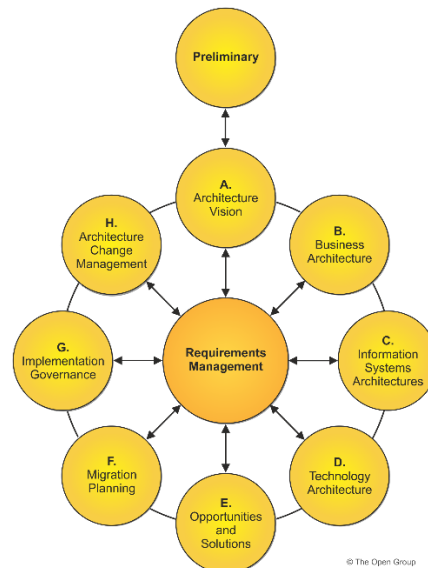 Preliminary
A.
Architecture
Vision
H.
Architecture
Change
Management
B.
Business
Architecture
G.
Implementation
Governance
Requirements
Management
C.
Information
Systems
Architectures
F.
Migration
Planning
D.
Technology
Architecture
E.
Opportunities
and
Solutions
© The Open Group